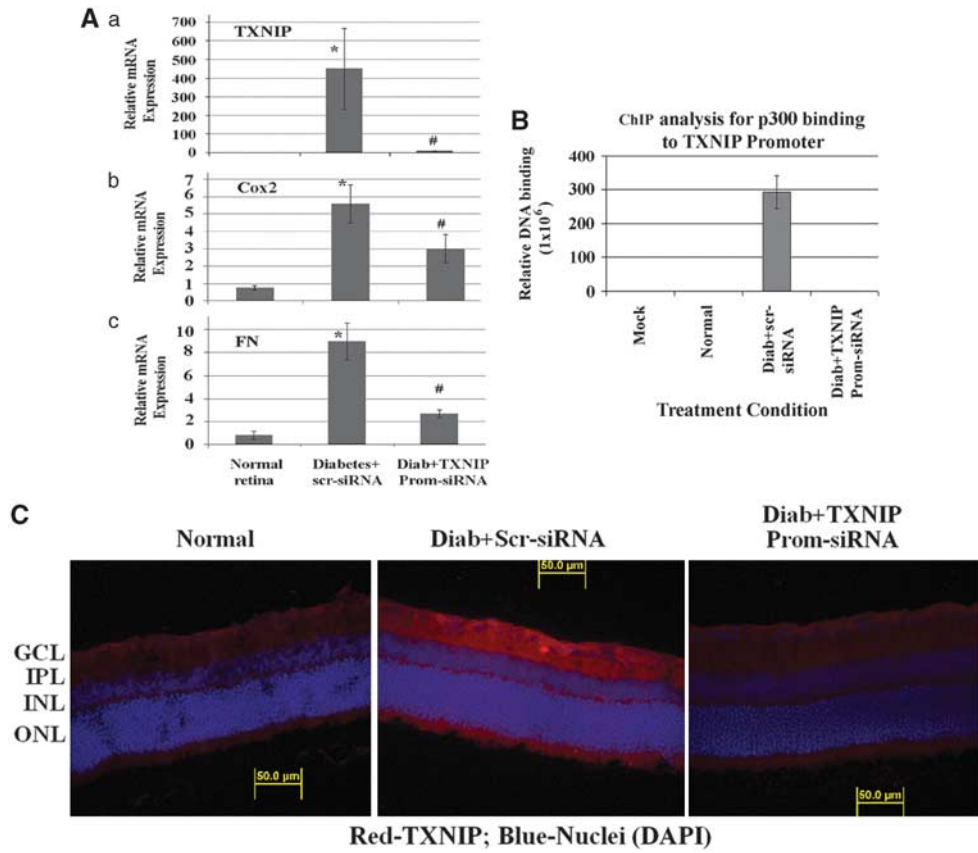 A
a
TXNIP
Relative mRNA
Expression
700
600
500
400
300
200
100
0
*
#
b
Cox2
Relative mRNA
Expression
7
6
5
4
3
2
1
0
*
#
c
FN
Relative mRNA
Expression
8
6
4
2
0
*
#
Normal
retina
Diabetes+
scr-siRNA
Diab+TXNIP
Prom-siRNA
B
ChIP analysis for p300 binding
to TXNIP Promoter
Relative DNA binding
(1x10⁶)
400
300
200
100
0
Mock
Normal
Diab+scr-
siRNA
Diab+TXNIP
Prom-siRNA
Treatment Condition
C
Normal
Diab+Scr-siRNA
Diab+TXNIP
Prom-siRNA
GCL
IPL
INL
ONL
50.0 µm
50.0 µm
50.0 µm
Red-TXNIP; Blue-Nuclei (DAPI)